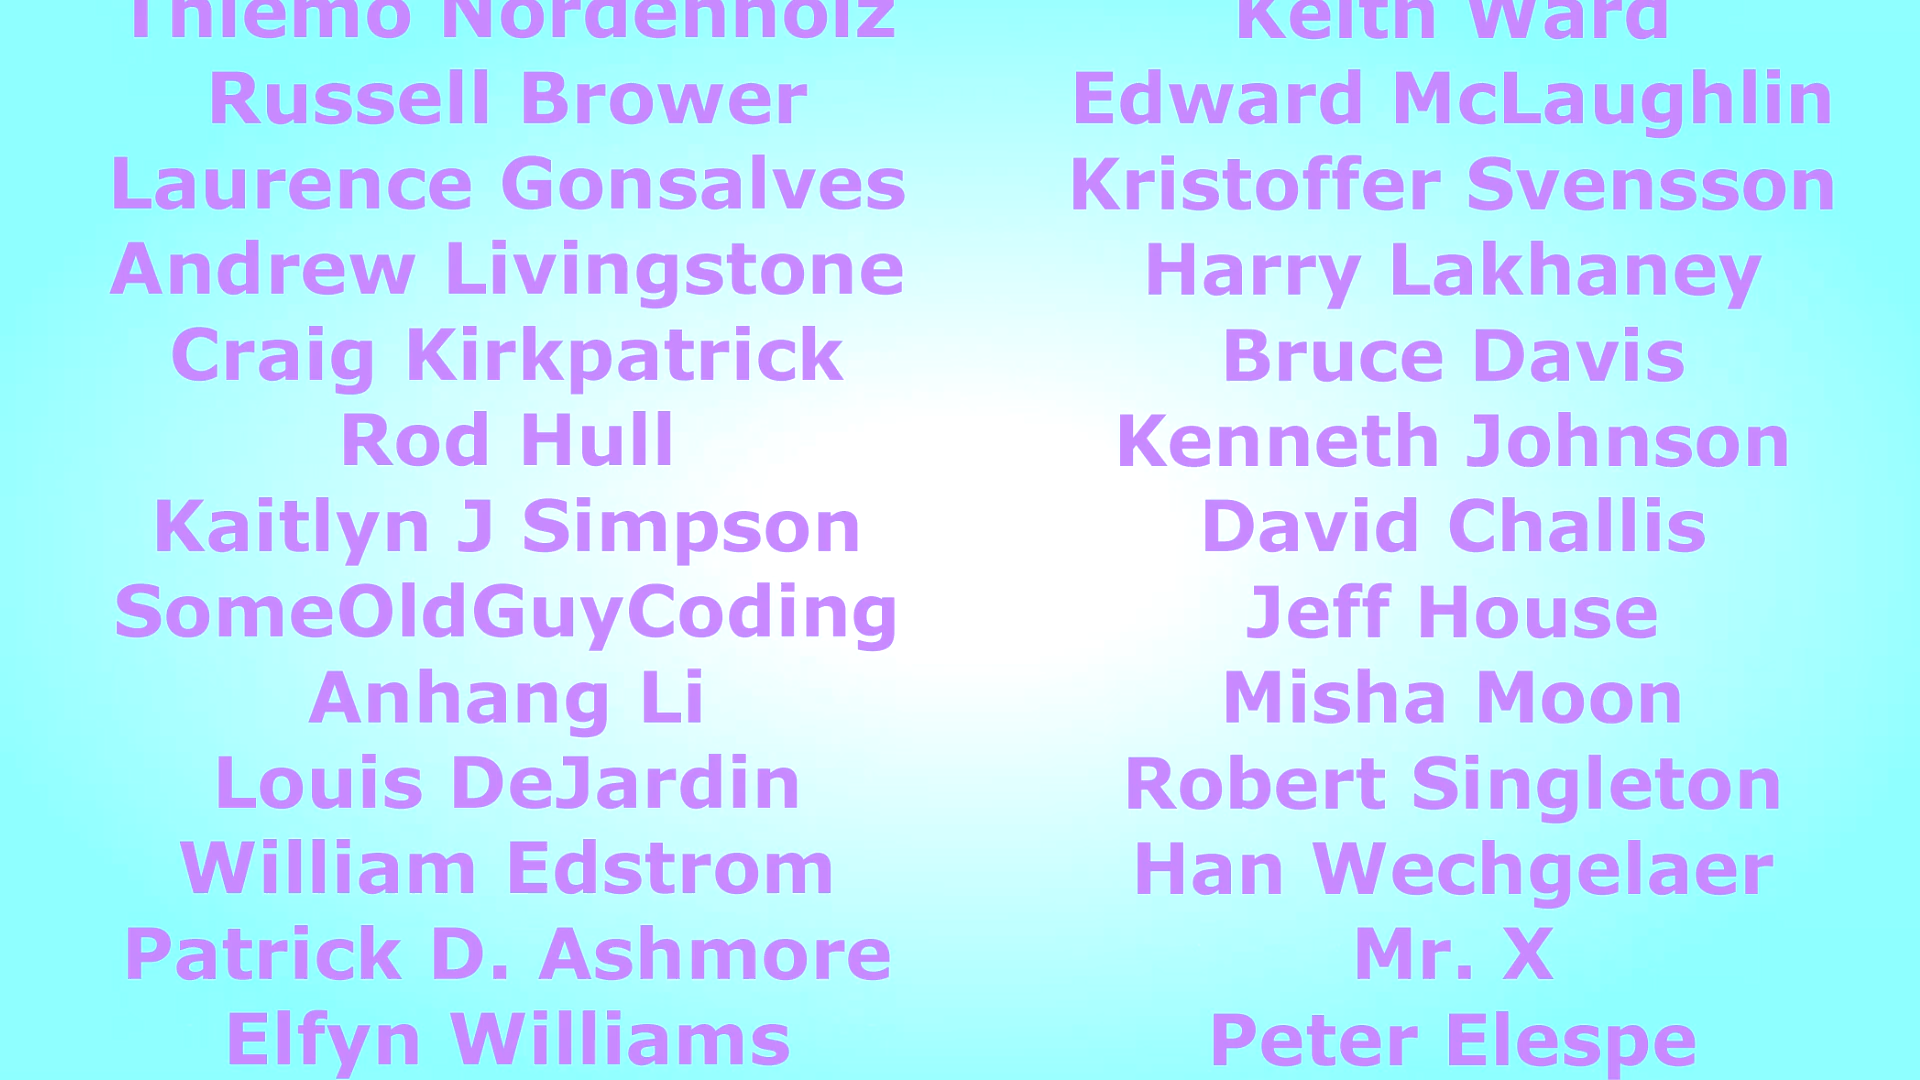 Thiemo Nordenholz
Russell Brower
Laurence Gonsalves
Andrew Livingstone
Craig Kirkpatrick
Rod Hull
Kaitlyn J Simpson
SomeOldGuyCoding
Anhang Li
Louis DeJardin
William Edstrom
Patrick D. Ashmore
Elfyn Williams
Keith Ward
Edward McLaughlin
Kristoffer Svensson
Harry Lakhaney
Bruce Davis
Kenneth Johnson
David Challis
Jeff House
Misha Moon
Robert Singleton
Han Wechgelaer
Mr. X
Peter Elespe